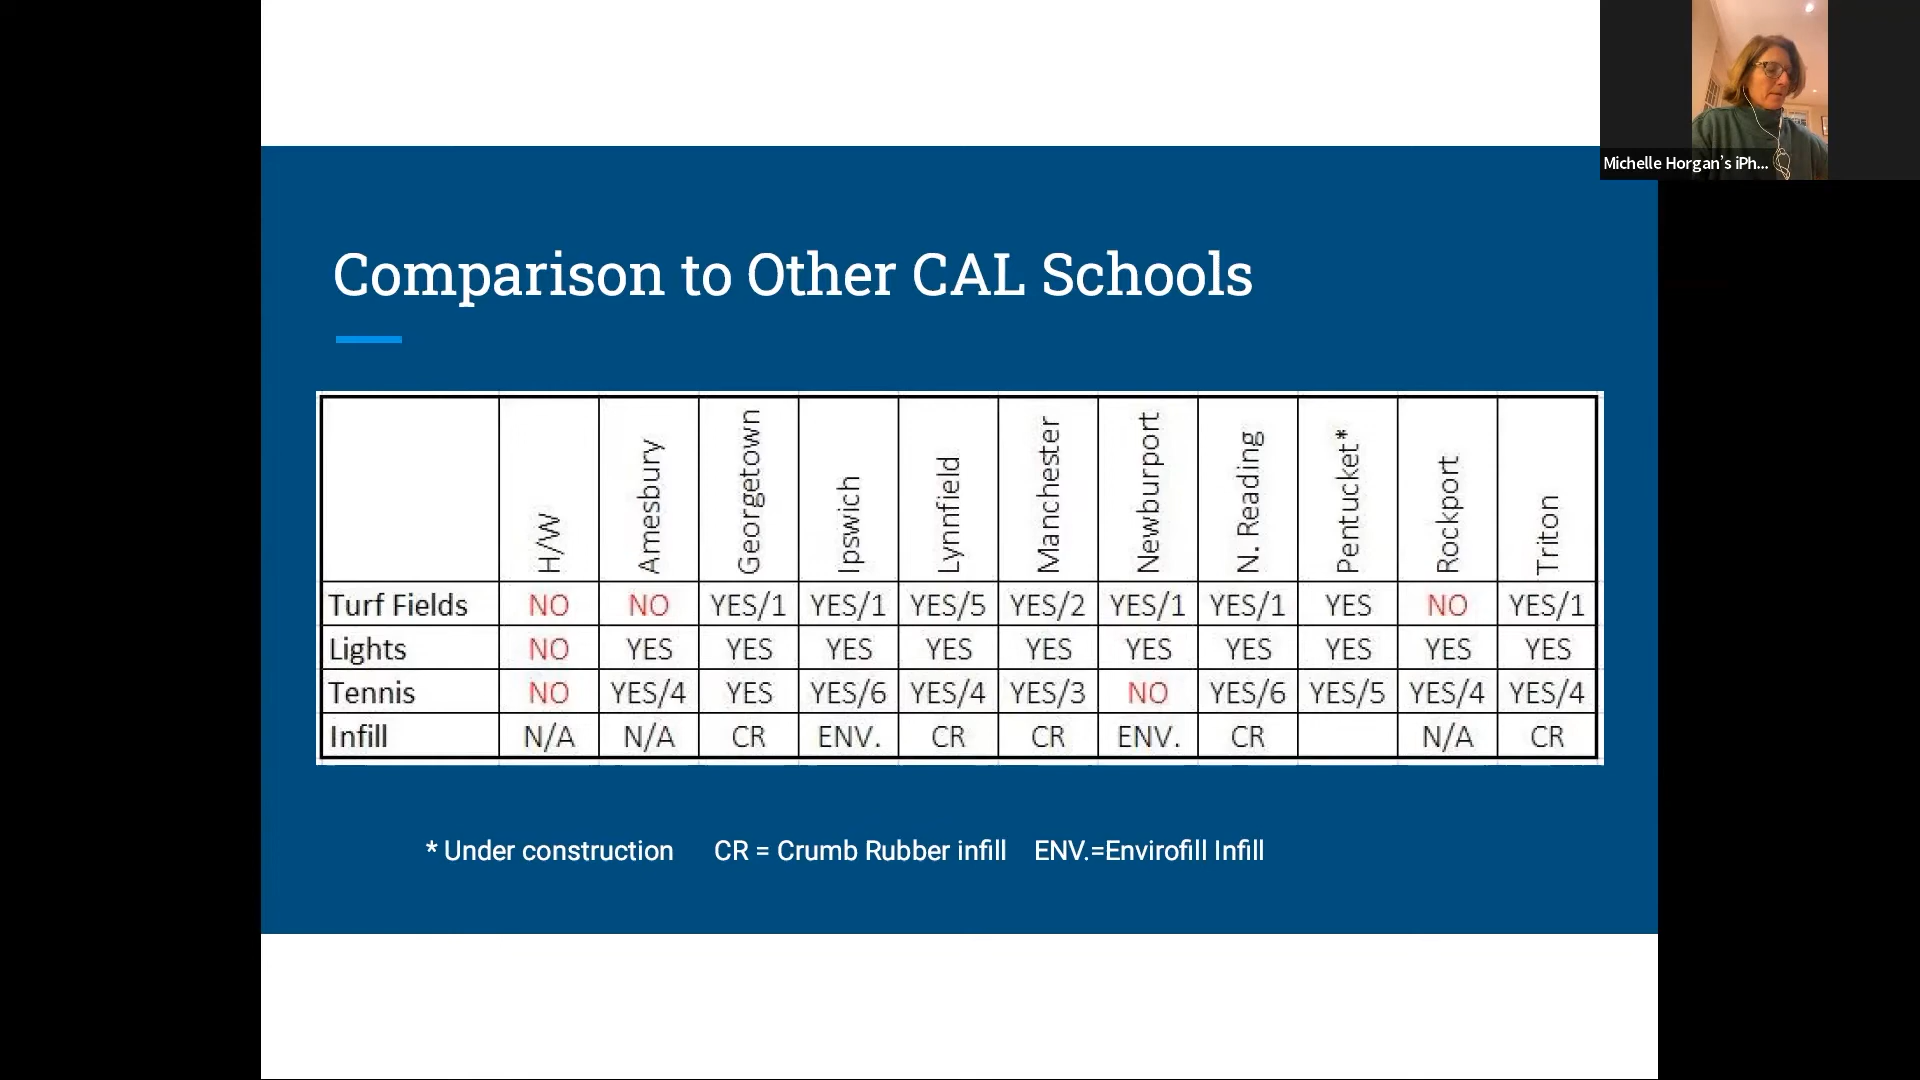 Michelle Horgan's iPh...
Comparison to Other CAL Schools
H/W Amesbury Georgetown Ipswich Lynnfield Manchester Newburport N. Reading Pentucket* Rockport Triton
Turf Fields NO NO YES/1 YES/1 YES/5 YES/2 YES/1 YES/1 YES NO YES/1
Lights NO YES YES YES YES YES YES YES YES YES YES
Tennis NO YES/4 YES YES/6 YES/4 YES/3 NO YES/6 YES/5 YES/4 YES/4
Infill N/A N/A CR ENV. CR CR ENV. CR N/A CR
* Under construction CR = Crumb Rubber infill ENV.=Envirofill Infill